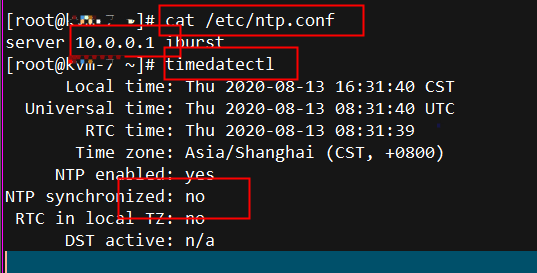 [root@kvm-7 ~]# cat /etc/ntp.conf
server 10.0.0.1 iburst
[root@kvm-7 ~]# timedatectl
Local time: Thu 2020-08-13 16:31:40 CST
Universal time: Thu 2020-08-13 08:31:40 UTC
RTC time: Thu 2020-08-13 08:31:39
Time zone: Asia/Shanghai (CST, +0800)
NTP enabled: yes
NTP synchronized: no
RTC in local TZ: no
DST active: n/a